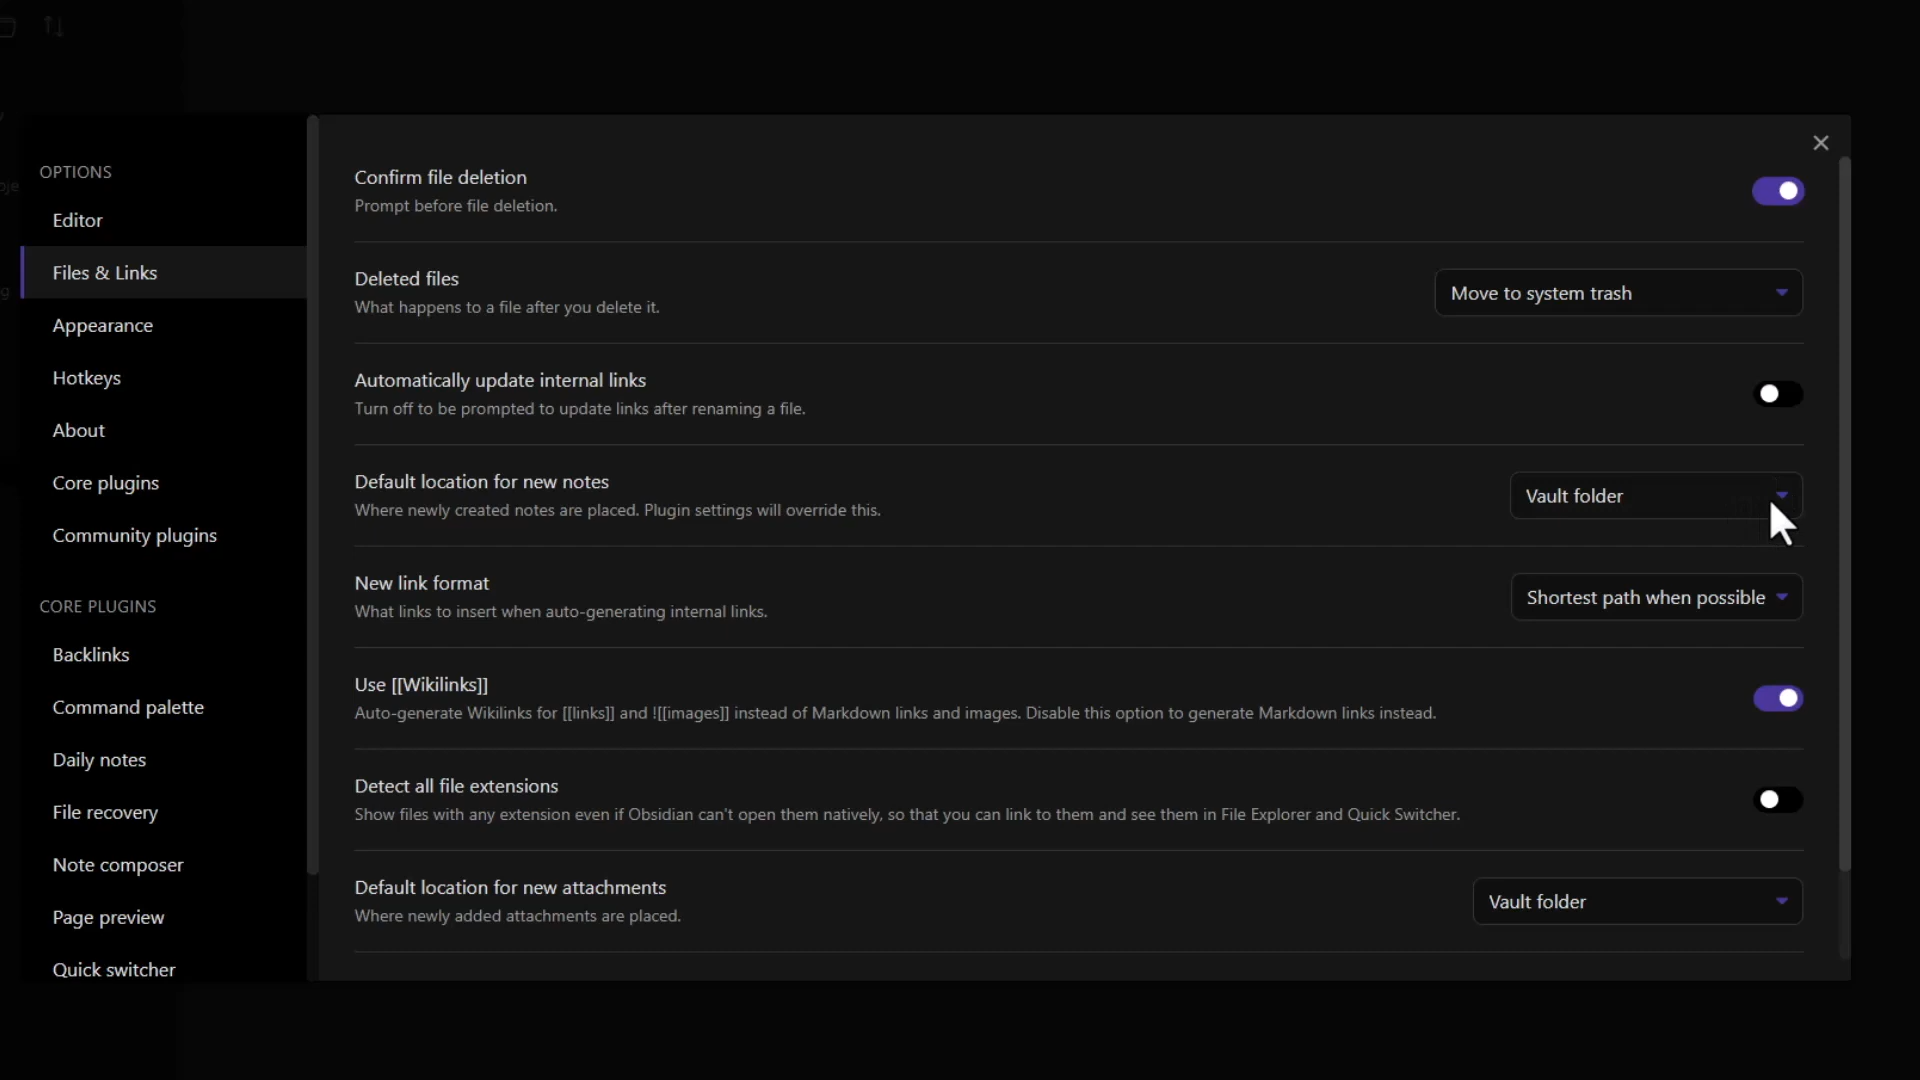 OPTIONS
Editor
Files & Links
Appearance
Hotkeys
About
Core plugins
Community plugins
CORE PLUGINS
Backlinks
Command palette
Daily notes
File recovery
Note composer
Page preview
Quick switcher
Confirm file deletion
Prompt before file deletion.
Deleted files
What happens to a file after you delete it.
Move to system trash
Automatically update internal links
Turn off to be prompted to update links after renaming a file.
Default location for new notes
Where newly created notes are placed. Plugin settings will override this.
Vault folder
New link format
What links to insert when auto-generating internal links.
Shortest path when possible
Use [[Wikilinks]]
Auto-generate Wikilinks for [[links]] and ![[images]] instead of Markdown links and images. Disable this option to generate Markdown links instead.
Detect all file extensions
Show files with any extension even if Obsidian can't open them natively, so that you can link to them and see them in File Explorer and Quick Switcher.
Default location for new attachments
Where newly added attachments are placed.
Vault folder